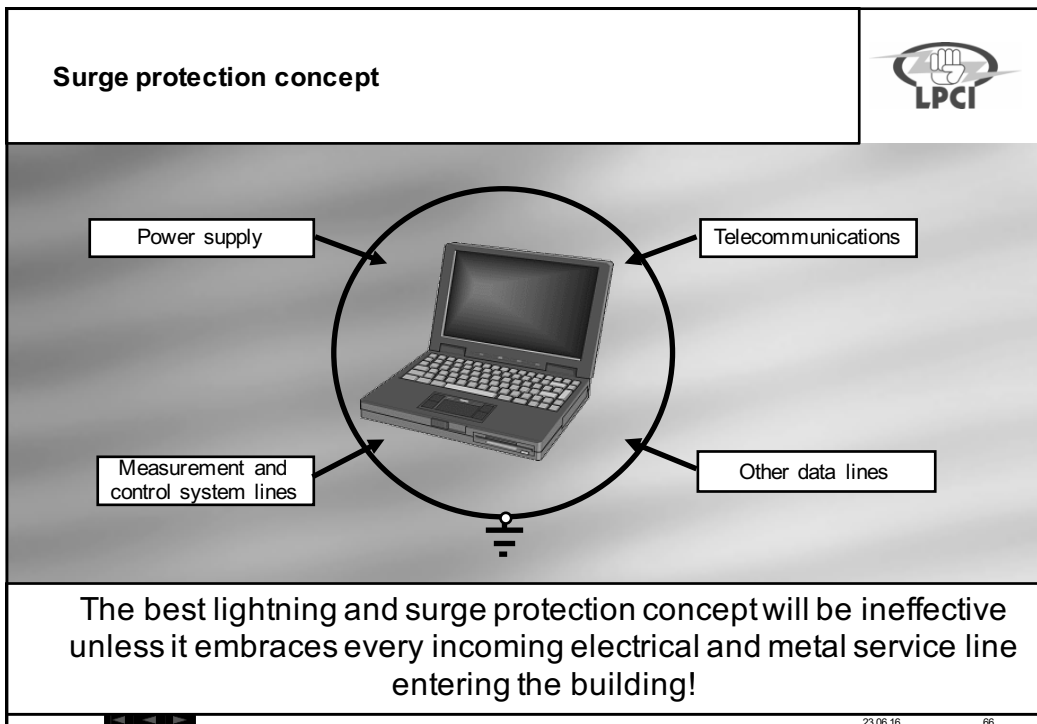 Surge protection concept
LPCI
Power supply
Telecommunications
Measurement and
control system lines
Other data lines
The best lightning and surge protection concept will be ineffective
unless it embraces every incoming electrical and metal service line
entering the building!
23.06.16 66